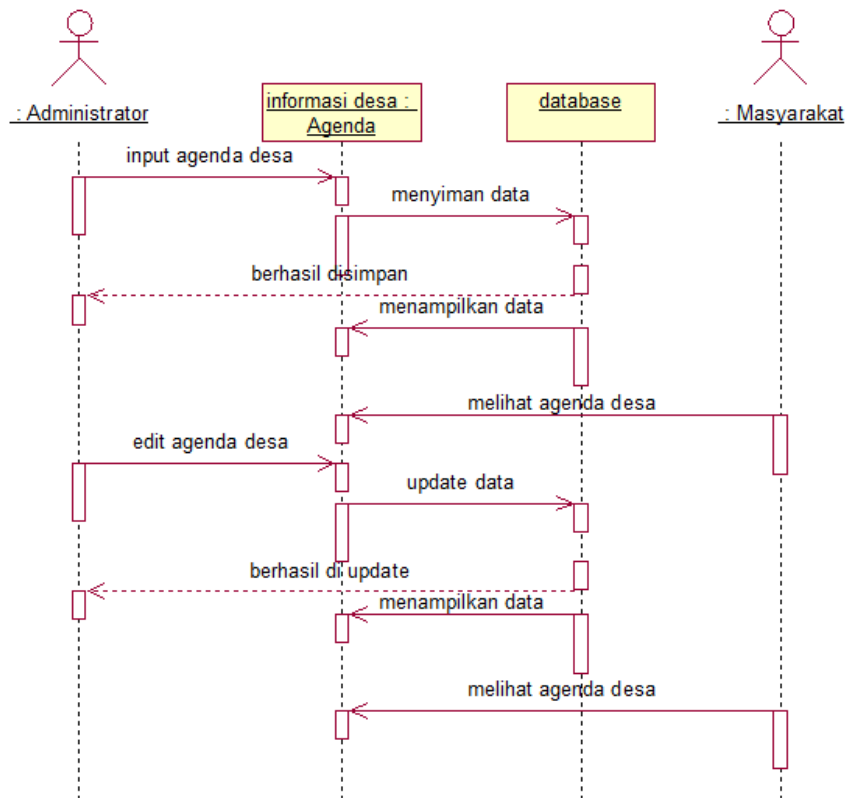 : Administrator
informasi desa :
Agenda
database
: Masyarakat
input agenda desa
menyiman data
berhasil disimpan
menampilkan data
melihat agenda desa
edit agenda desa
update data
berhasil di update
menampilkan data
melihat agenda desa